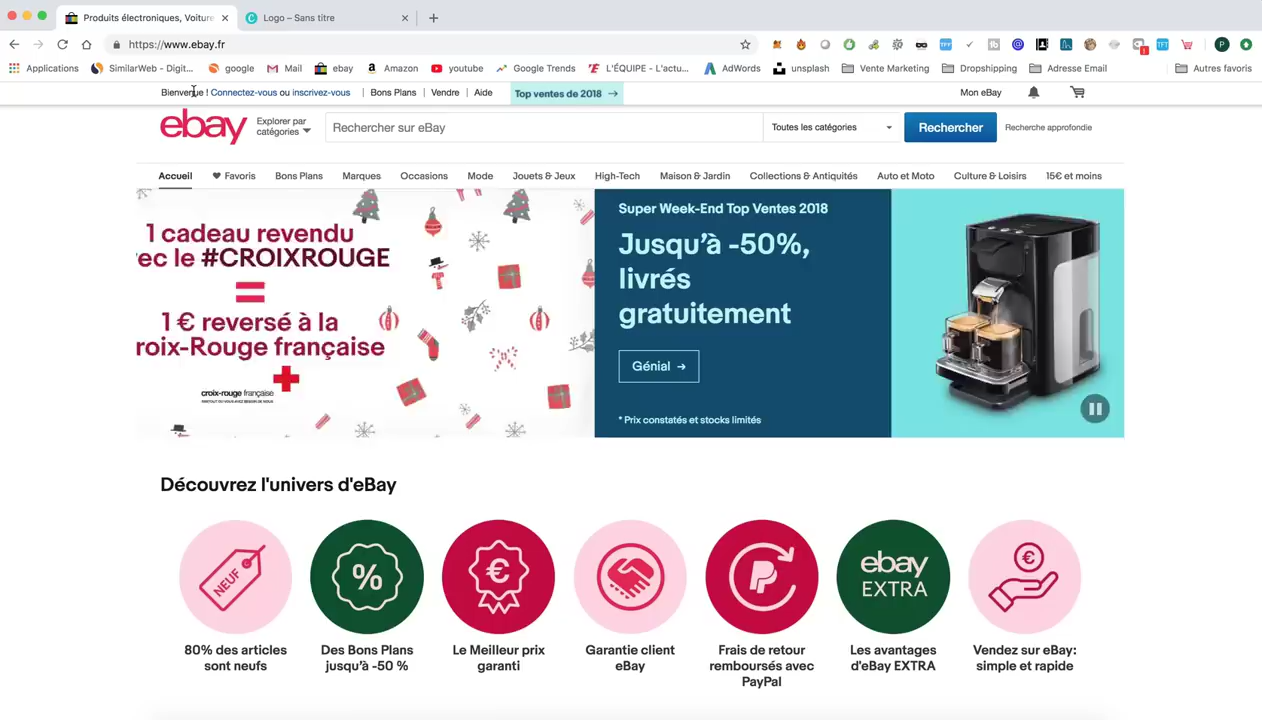 Produits électroniques, Voiture
Logo – Sans titre
https://www.ebay.fr
Applications
SimilarWeb - Digit...
google
Mail
ebay
Amazon
youtube
Google Trends
L'ÉQUIPE - L'actu...
AdWords
unsplash
Vente Marketing
Dropshipping
Adresse Email
Autres favoris
Bienvenue ! Connectez-vous ou inscrivez-vous
Bons Plans
Vendre
Aide
Top ventes de 2018 →
Mon eBay
ebay
Explorer par
catégories
Rechercher sur eBay
Toutes les catégories
Rechercher
Recherche approfondie
Accueil
Favoris
Bons Plans
Marques
Occasions
Mode
Jouets & Jeux
High-Tech
Maison & Jardin
Collections & Antiquités
Auto et Moto
Culture & Loisirs
15€ et moins
1 cadeau revendu
ec le #CROIXROUGE
=
1 € reversé à la
roix-Rouge française
croix-rouge française
Super Week-End Top Ventes 2018
Jusqu'à -50%,
livrés
gratuitement
Génial →
* Prix constatés et stocks limités
Découvrez l'univers d'eBay
NEUF
%
€
ebay
EXTRA
€
80% des articles
sont neufs
Des Bons Plans
jusqu'à -50 %
Le Meilleur prix
garanti
Garantie client
eBay
Frais de retour
remboursés avec
PayPal
Les avantages
d'eBay EXTRA
Vendez sur eBay:
simple et rapide